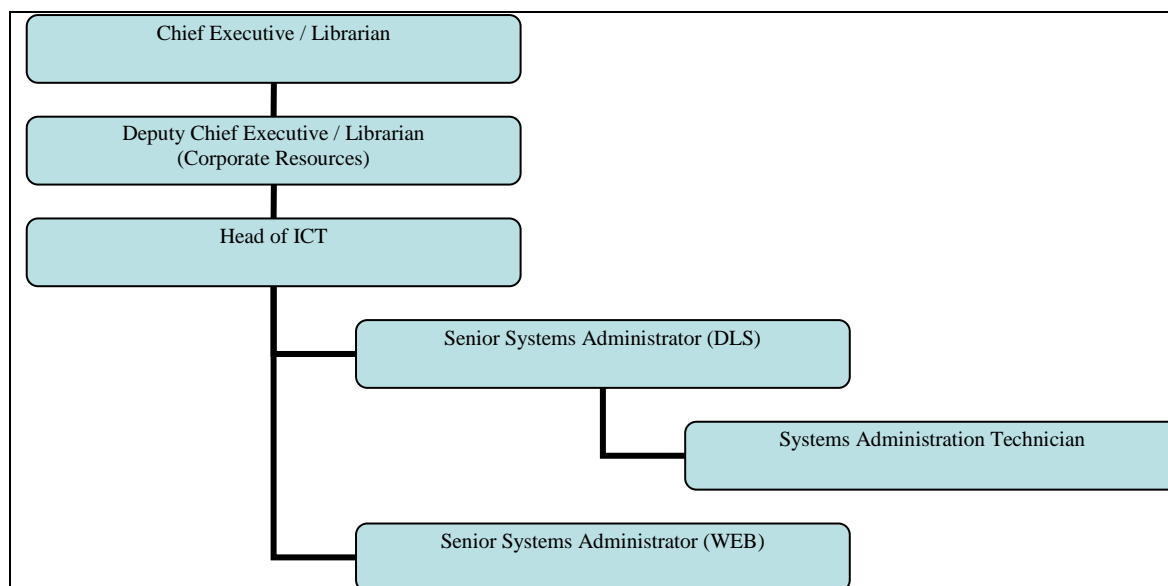 Chief Executive / Librarian
Deputy Chief Executive / Librarian
(Corporate Resources)
Head of ICT
Senior Systems Administrator (DLS)
Systems Administration Technician
Senior Systems Administrator (WEB)